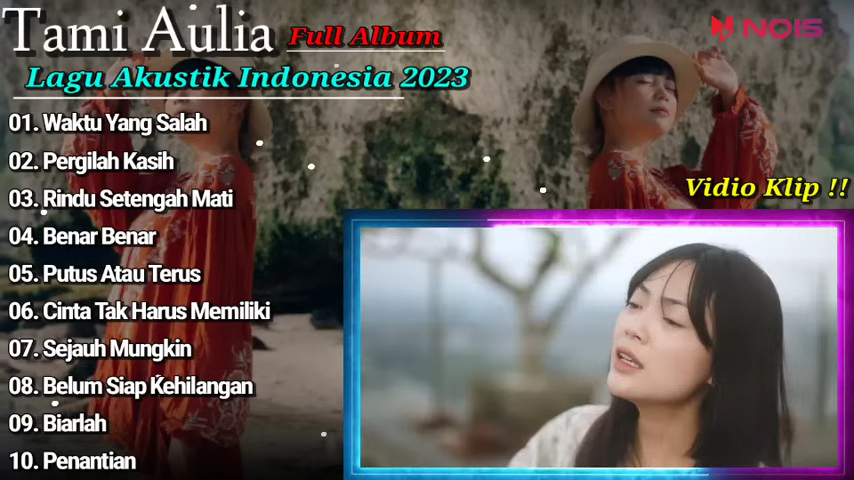 Tami Aulia Full Album
NOIS
Lagu Akustik Indonesia 2023
01. Waktu Yang Salah
02. Pergilah Kasih
03. Rindu Setengah Mati
04. Benar Benar
05. Putus Atau Terus
06. Cinta Tak Harus Memiliki
07. Sejauh Mungkin
08. Belum Siap Kehilangan
09. Biarlah
10. Penantian
Vidio Klip !!